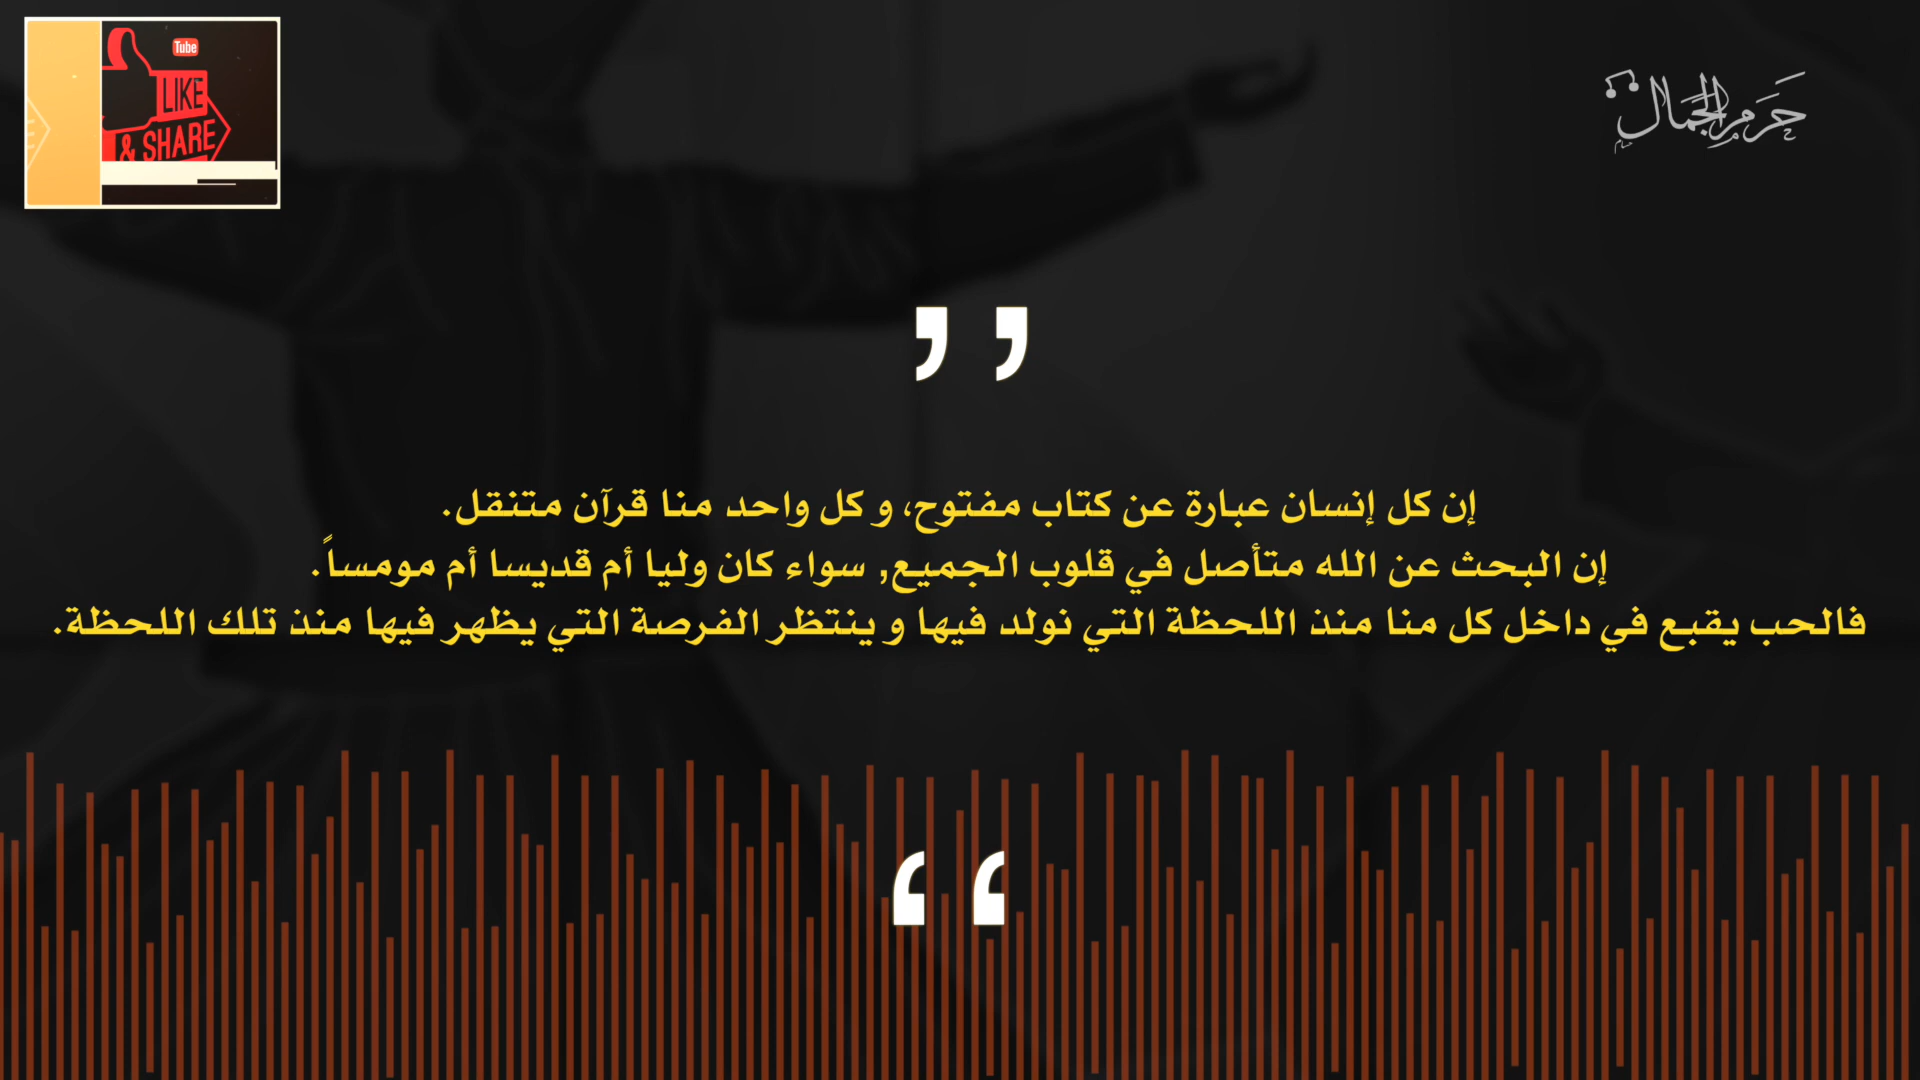 Tube
LIKE
& SHARE
حَرَم الجَمَال
”
إن كل إنسان عبارة عن كتاب مفتوح، و كل واحد منا قرآن متنقل.
إن البحث عن الله متأصل في قلوب الجميع, سواء كان وليا أم قديسا أم مومساً.
فالحب يقبع في داخل كل منا منذ اللحظة التي نولد فيها و ينتظر الفرصة التي يظهر فيها منذ تلك اللحظة.
“